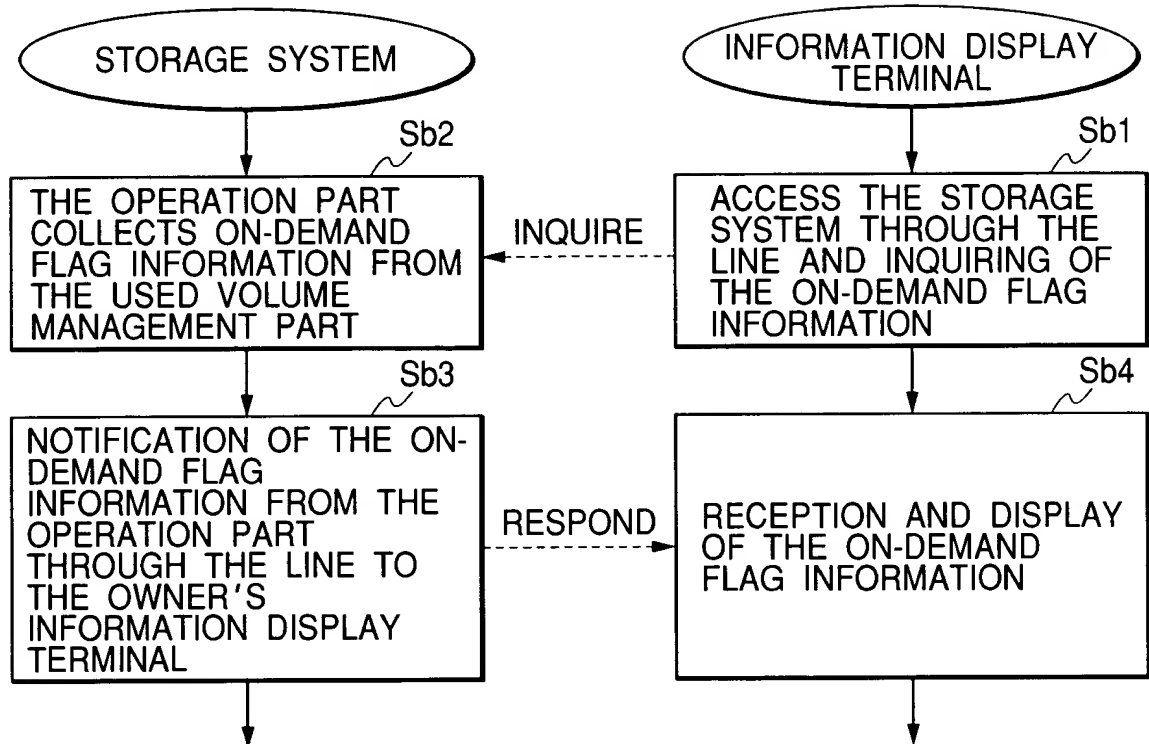 STORAGE SYSTEM
INFORMATION DISPLAY
TERMINAL
Sb2
THE OPERATION PART
COLLECTS ON-DEMAND
FLAG INFORMATION FROM
THE USED VOLUME
MANAGEMENT PART
INQUIRE
Sb1
ACCESS THE STORAGE
SYSTEM THROUGH THE
LINE AND INQUIRING OF
THE ON-DEMAND FLAG
INFORMATION
Sb3
NOTIFICATION OF THE ON-
DEMAND FLAG
INFORMATION FROM THE
OPERATION PART
THROUGH THE LINE TO
THE OWNER'S
INFORMATION DISPLAY
TERMINAL
RESPOND
Sb4
RECEPTION AND DISPLAY
OF THE ON-DEMAND
FLAG INFORMATION